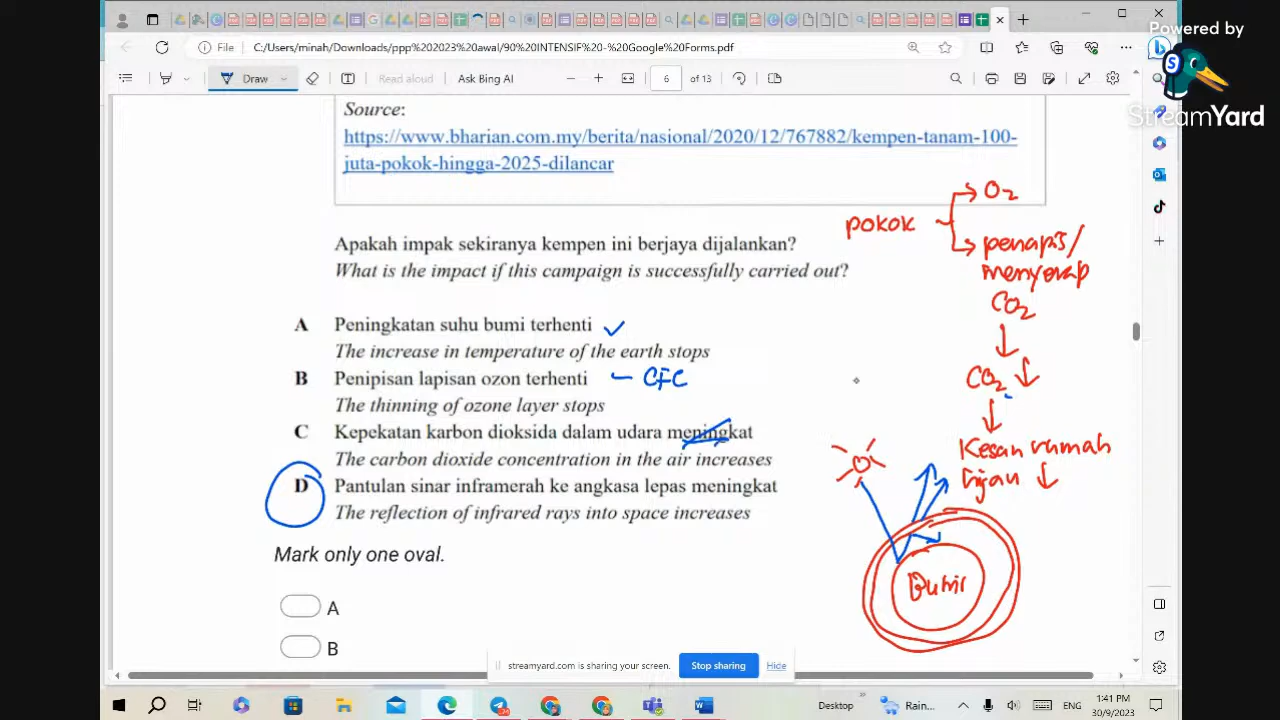 Powered by
StreamYard
File
C:/Users/minah/Downloads/ppp%202023%20awal/90%20INTENSIF%20-%20Google%20Forms.pdf
Draw
Read aloud
Ask Bing AI
6
of 13
Source:
https://www.bharian.com.my/berita/nasional/2020/12/767882/kempen-tanam-100-
juta-pokok-hingga-2025-dilancar
pokok
O2
penapis/
menyerap
CO2
CO2
Kesan rumah
hijau
Bumi
Apakah impak sekiranya kempen ini berjaya dijalankan?
What is the impact if this campaign is successfully carried out?
A Peningkatan suhu bumi terhenti
The increase in temperature of the earth stops
B Penipisan lapisan ozon terhenti – CFC
The thinning of ozone layer stops
C Kepekatan karbon dioksida dalam udara meningkat
The carbon dioxide concentration in the air increases
D Pantulan sinar inframerah ke angkasa lepas meningkat
The reflection of infrared rays into space increases
Mark only one oval.
A
B
streamyard.com is sharing your screen.
Stop sharing
Hide
Desktop
Rain...
ENG
1:41 PM
30/9/2023